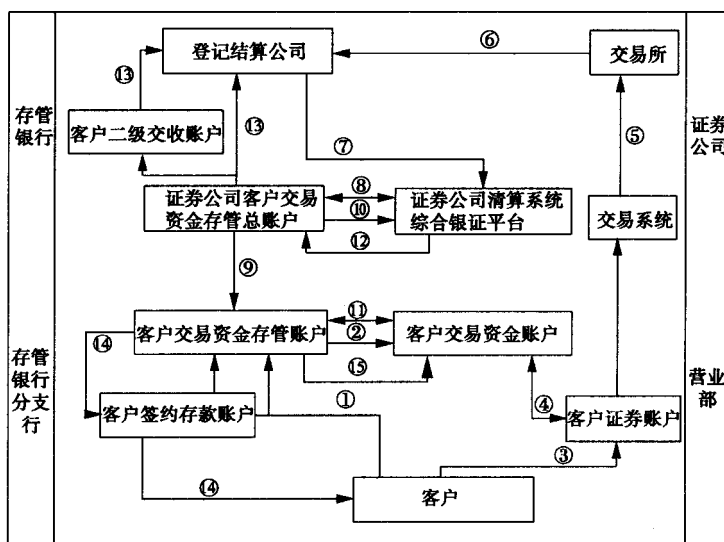 登记结算公司
⑥
交易所
⑬
⑬
存管
银行
客户二级交收账户
⑦
⑤
证券
公司
证券公司客户交易
资金存管总账户
⑧
⑩
⑫
证券公司清算系统
综合银证平台
交易系统
⑨
客户交易资金存管账户
⑪
②
⑮
客户交易资金账户
⑭
存管
银行
分支
行
客户签约存款账户
①
④
客户证券账户
营业
部
⑭
③
客户